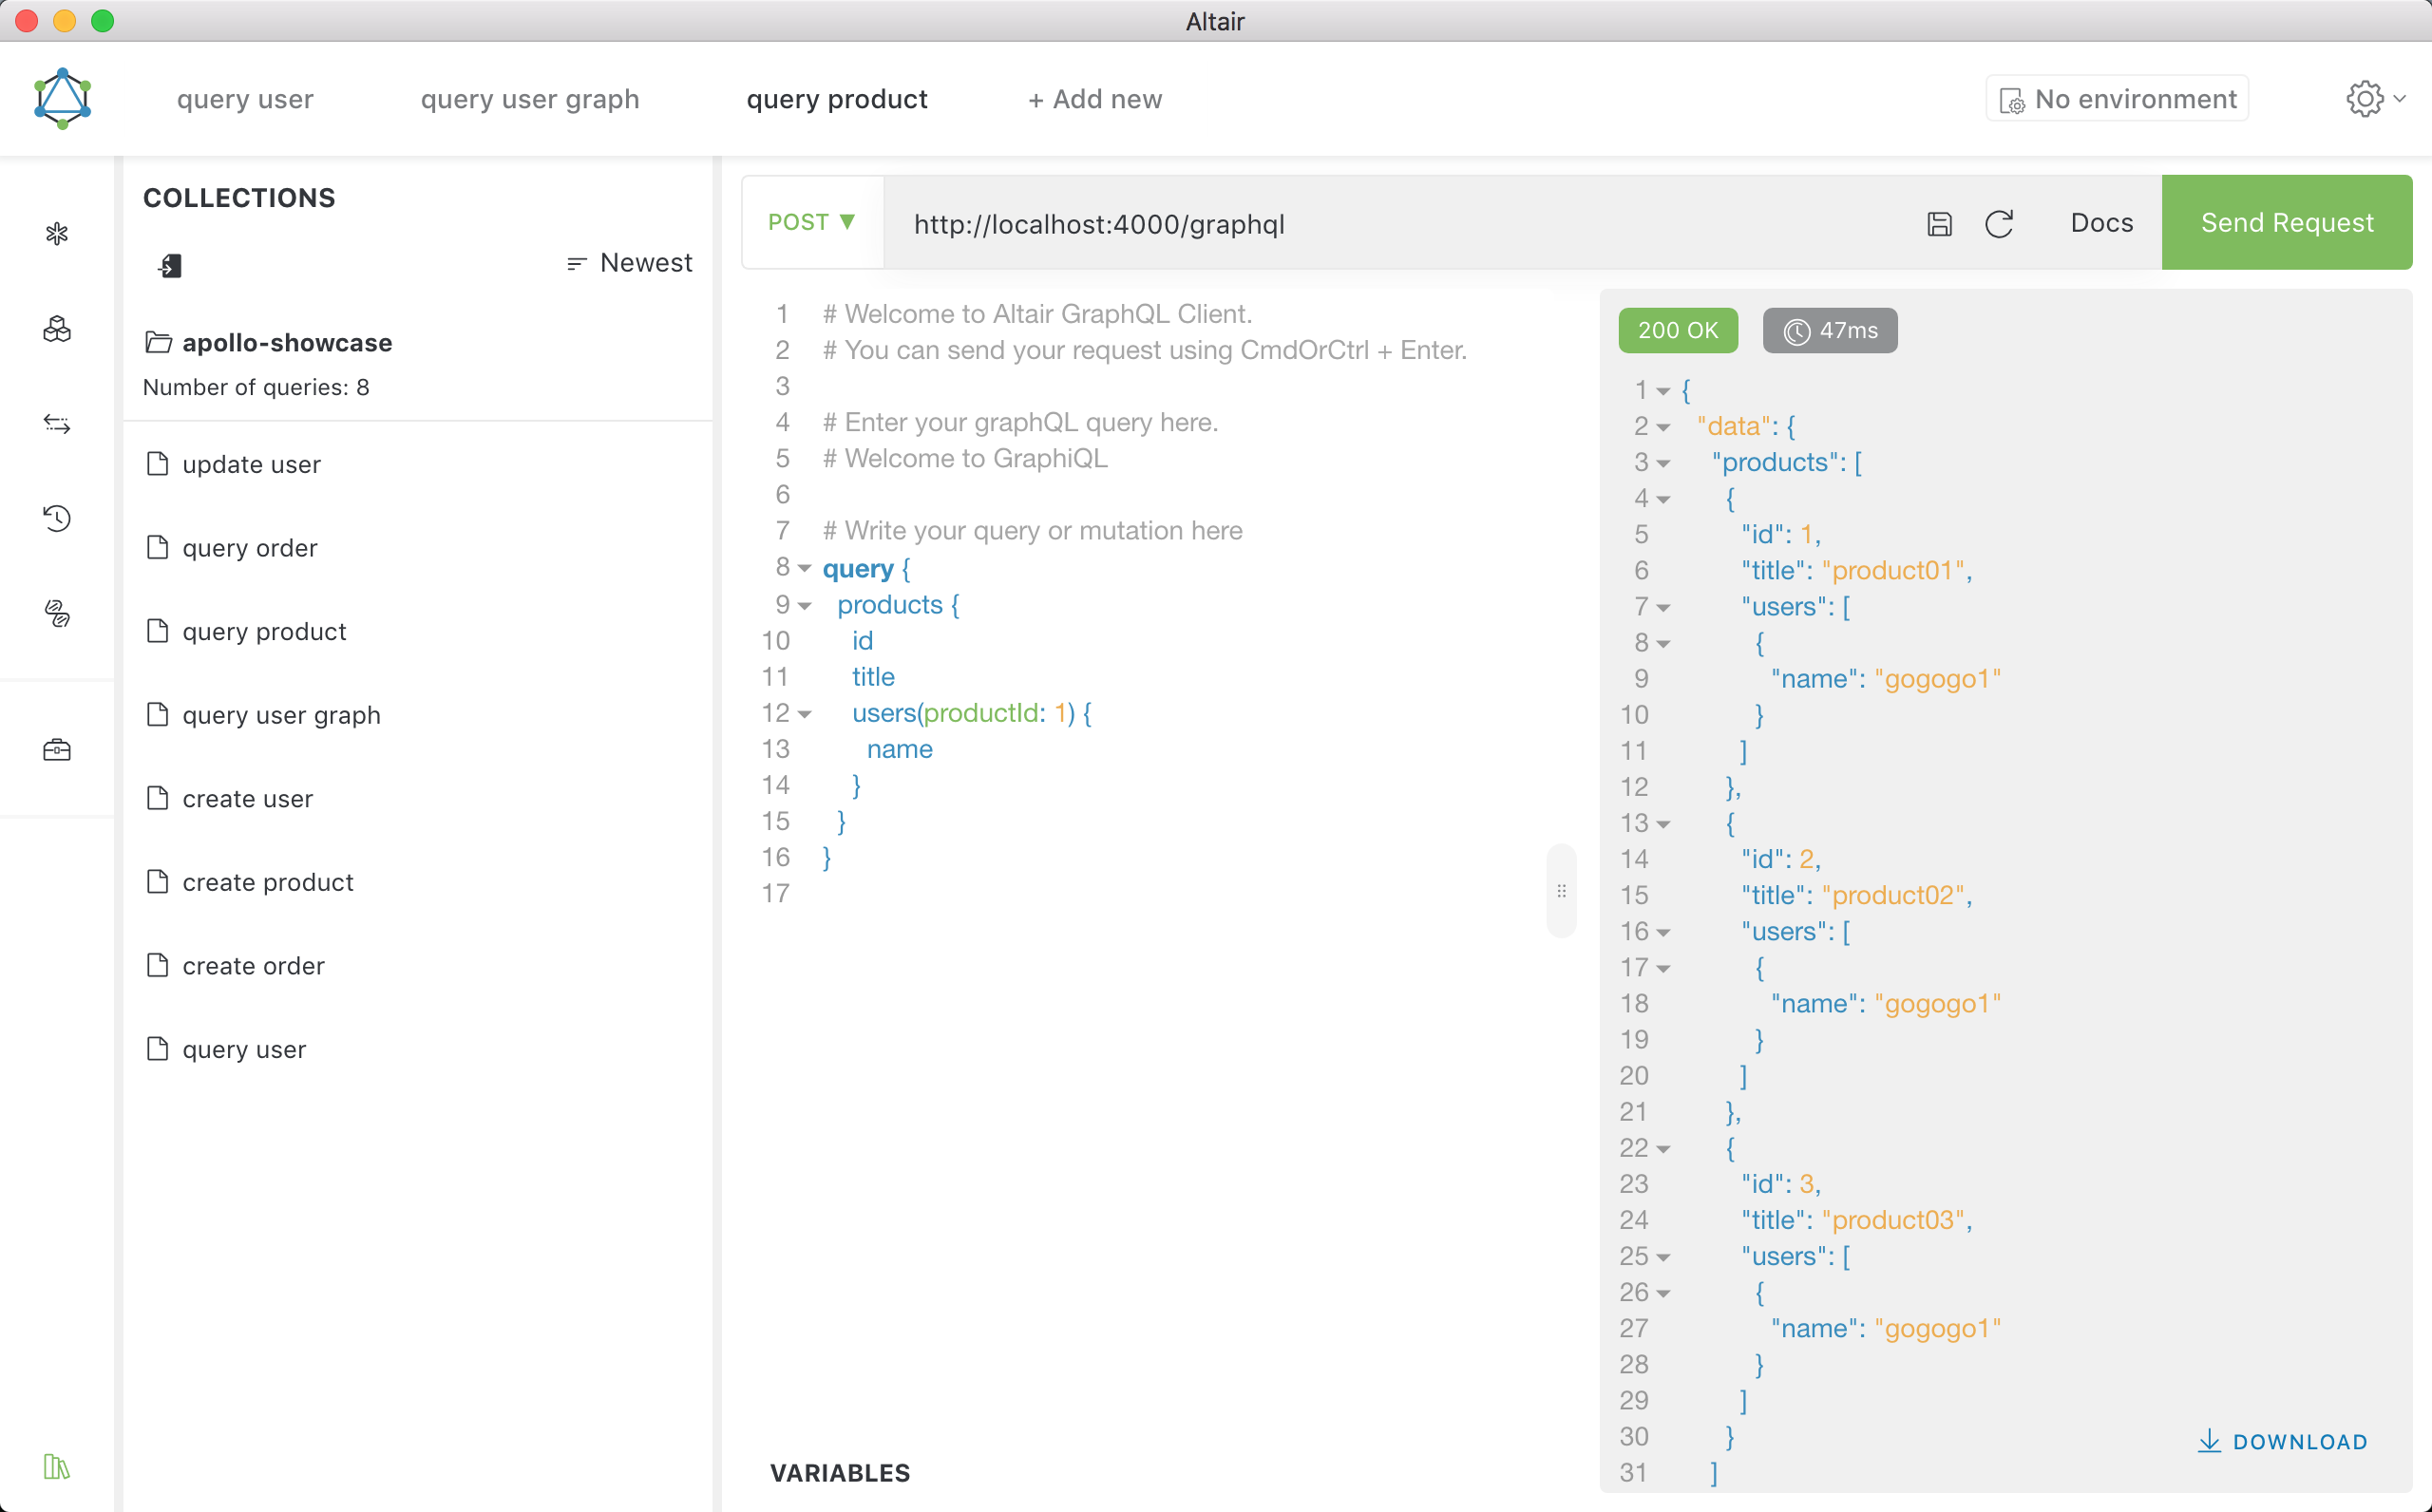 Altair
query user
query user graph
query product
+ Add new
No environment
COLLECTIONS
Newest
apollo-showcase
Number of queries: 8
update user
query order
query product
query user graph
create user
create product
create order
query user
POST ▼
http://localhost:4000/graphql
Docs
Send Request
1 # Welcome to Altair GraphQL Client.
2 # You can send your request using CmdOrCtrl + Enter.
3
4 # Enter your graphQL query here.
5 # Welcome to GraphiQL
6
7 # Write your query or mutation here
8 query {
9 products {
10 id
11 title
12 users(productId: 1) {
13 name
14 }
15 }
16 }
17
VARIABLES
200 OK
47ms
1 {
2 "data": {
3 "products": [
4 {
5 "id": 1,
6 "title": "product01",
7 "users": [
8 {
9 "name": "gogogo1"
10 }
11 ]
12 },
13 {
14 "id": 2,
15 "title": "product02",
16 "users": [
17 {
18 "name": "gogogo1"
19 }
20 ]
21 },
22 {
23 "id": 3,
24 "title": "product03",
25 "users": [
26 {
27 "name": "gogogo1"
28 }
29 ]
30 }
31 ]
DOWNLOAD